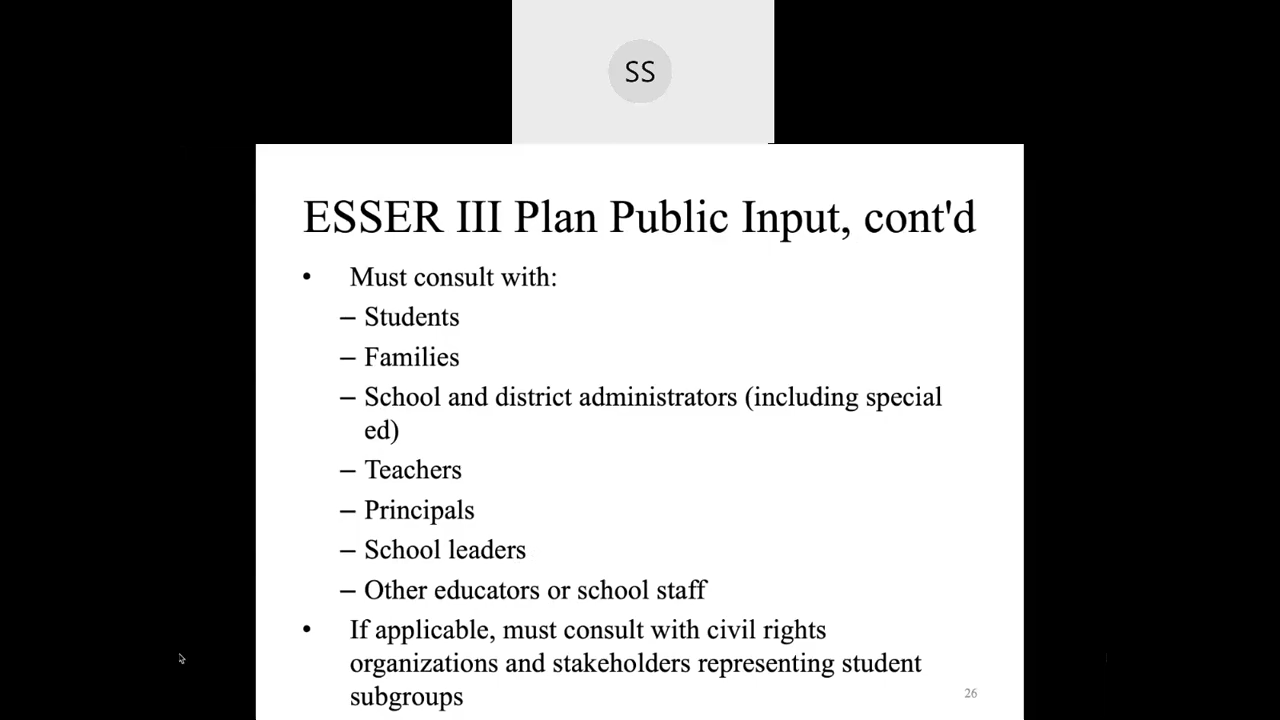 SS
ESSER III Plan Public Input, cont'd
• Must consult with:
– Students
– Families
– School and district administrators (including special
ed)
– Teachers
– Principals
– School leaders
– Other educators or school staff
• If applicable, must consult with civil rights
organizations and stakeholders representing student
subgroups
26